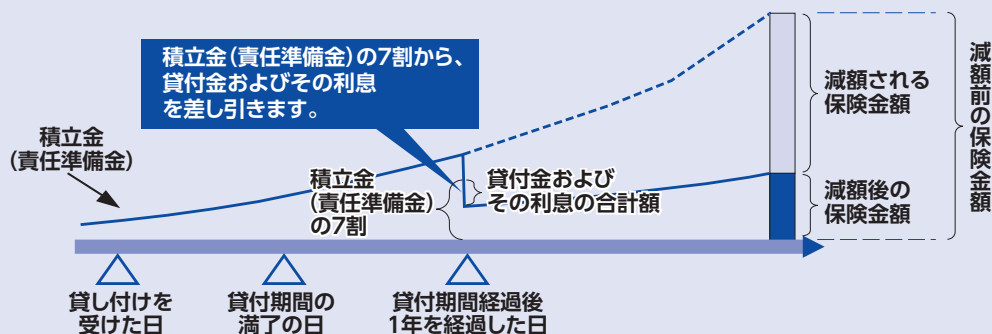 積立金(責任準備金)の7割から、
貸付金およびその利息
を差し引きます。
積立金
(責任準備金)
積立金
(責任準備金)
の7割
貸付金および
その利息の合計額
減額される
保険金額
減額後の
保険金額
減額前の保険金額
貸し付けを
受けた日
貸付期間の
満了の日
貸付期間経過後
1年を経過した日